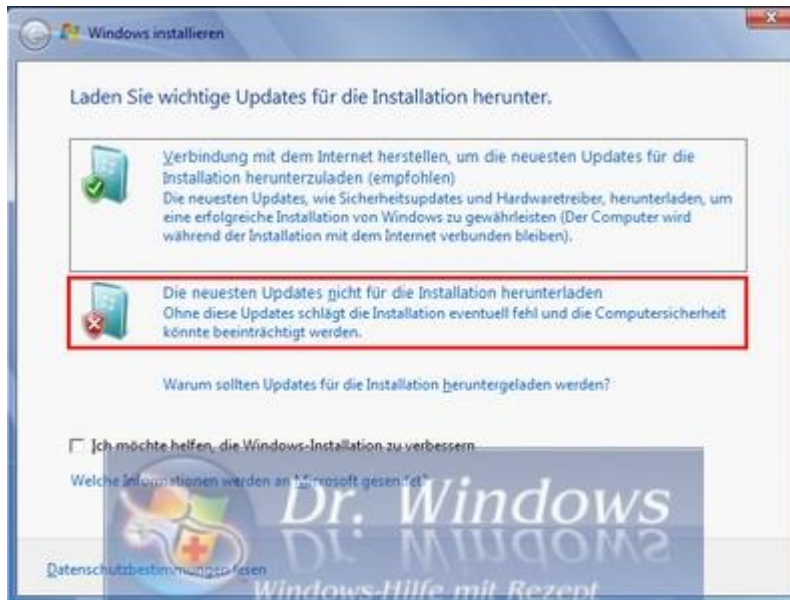 Windows installieren
Laden Sie wichtige Updates für die Installation herunter.
Verbindung mit dem Internet herstellen, um die neuesten Updates für die
Installation herunterzuladen (empfohlen)
Die neuesten Updates, wie Sicherheitsupdates und Hardwaretreiber, herunterladen, um
eine erfolgreiche Installation von Windows zu gewährleisten (Der Computer wird
während der Installation mit dem Internet verbunden bleiben).
Die neuesten Updates nicht für die Installation herunterladen
Ohne diese Updates schlägt die Installation eventuell fehl und die Computersicherheit
könnte beeinträchtigt werden.
Warum sollten Updates für die Installation heruntergeladen werden?
Ich möchte helfen, die Windows-Installation zu verbessern
Welche Informationen werden an Microsoft gesendet?
Dr. Windows
Datenschutzbestimmungen lesen
Windows-Hilfe mit Rezept